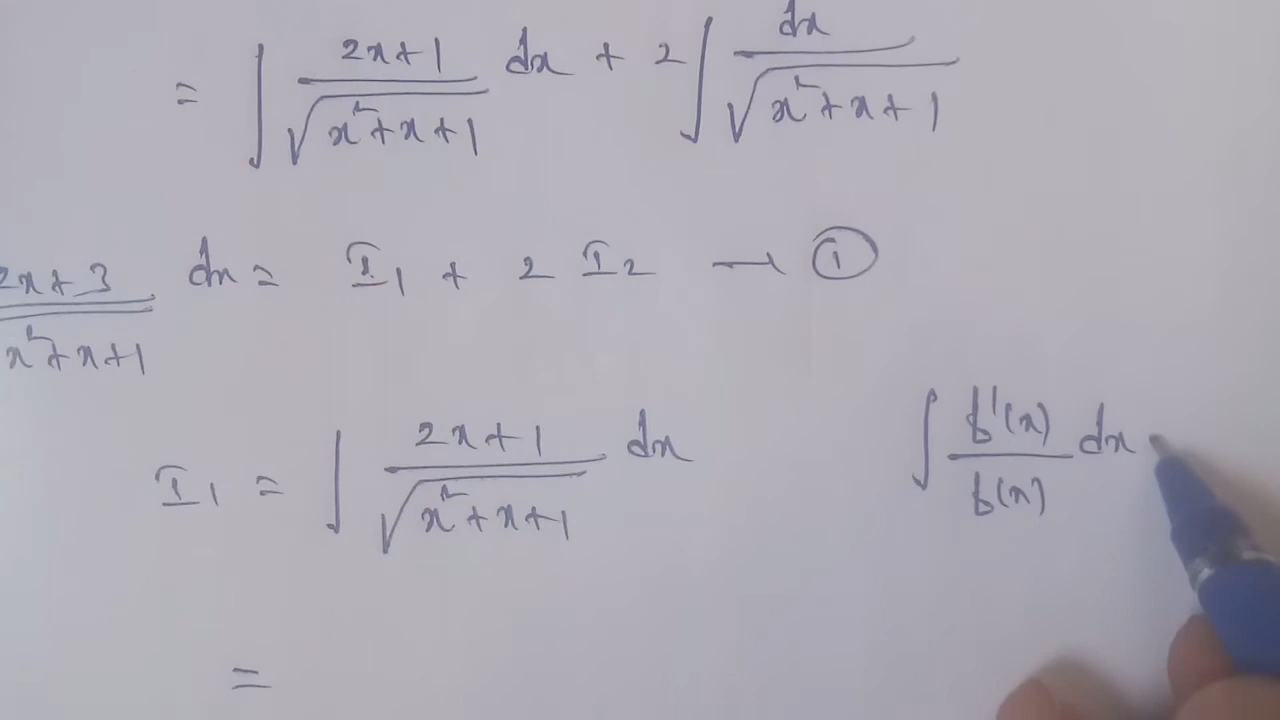 = ∫ (2x+1)/√(x²+x+1) dx + 2∫ dx/√(x²+x+1)
2x+3/x²+x+1 dx = I₁ + 2 I₂ → ①
I₁ = ∫ (2x+1)/√(x²+x+1) dx
∫ f'(x)/f(x) dx
=